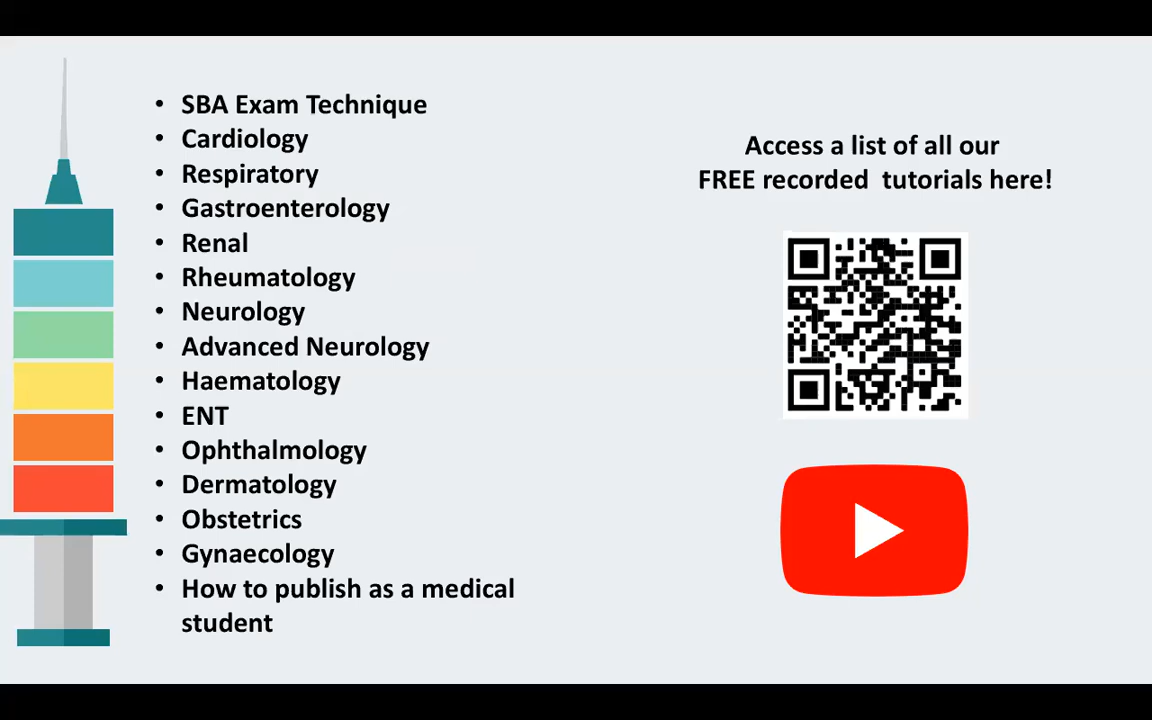 • SBA Exam Technique
• Cardiology
• Respiratory
• Gastroenterology
• Renal
• Rheumatology
• Neurology
• Advanced Neurology
• Haematology
• ENT
• Ophthalmology
• Dermatology
• Obstetrics
• Gynaecology
• How to publish as a medical
student
Access a list of all our
FREE recorded  tutorials here!